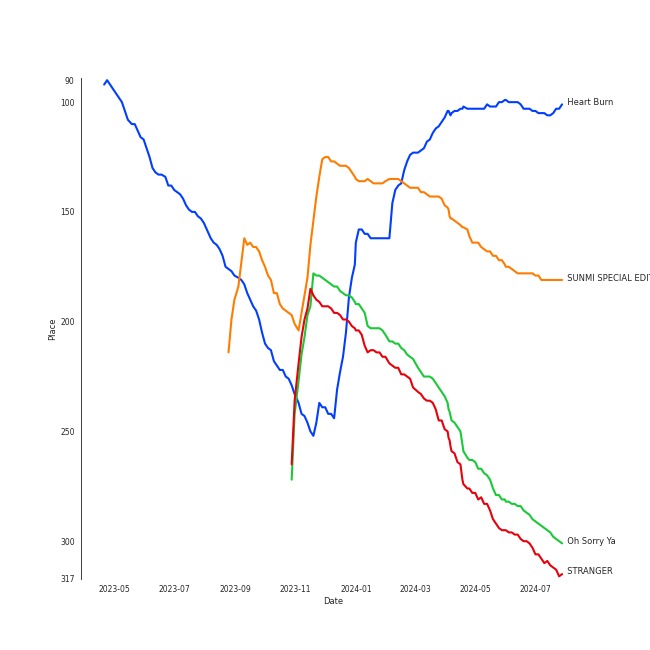 90
100
Heart Burn
150
SUNMI SPECIAL EDI
200
Place
250
300
Oh Sorry Ya
STRANGER
317
2023-05 2023-07 2023-09 2023-11 2024-01 2024-03 2024-05 2024-07
Date